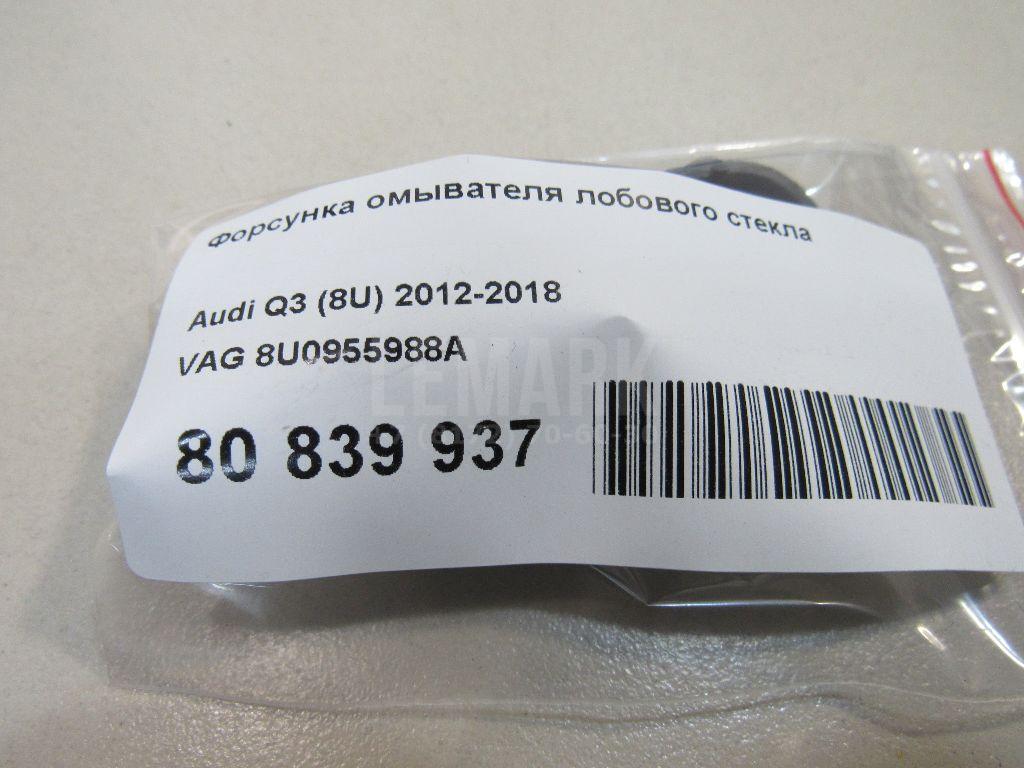 Форсунка омывателя лобового стекла
Audi Q3 (8U) 2012-2018
VAG 8U0955988A
LEMARK
80 839 937